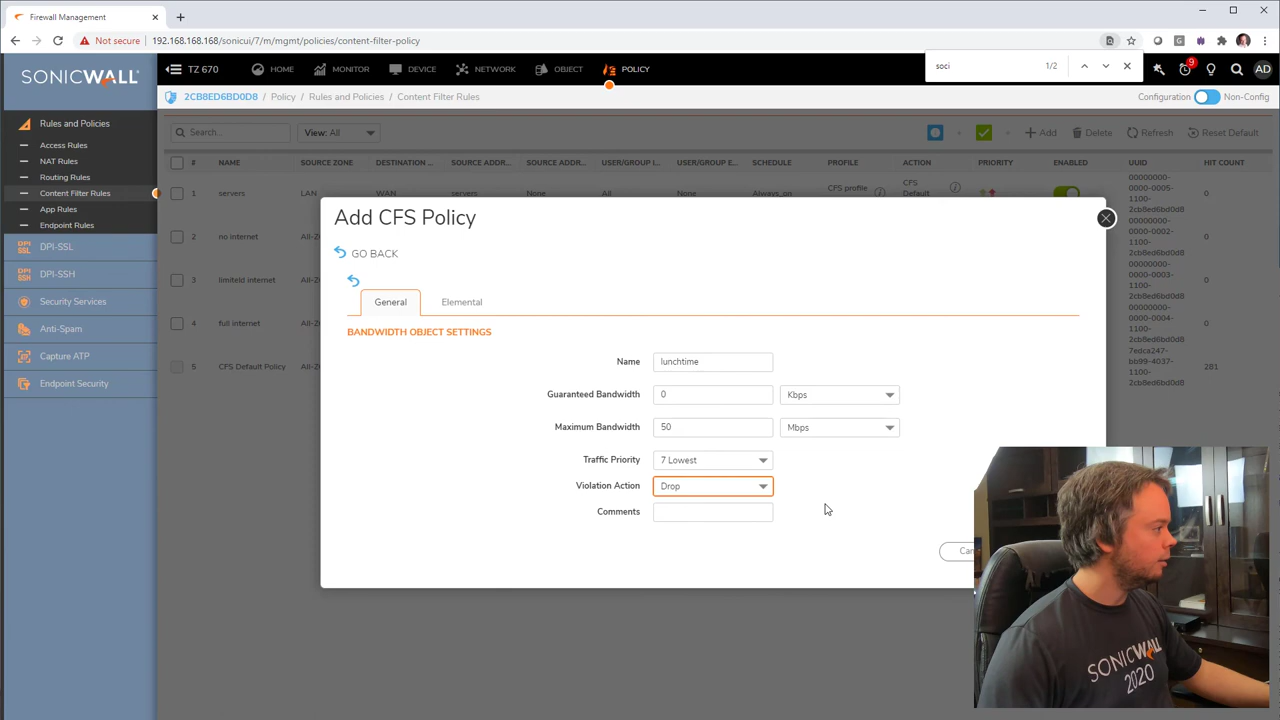 Firewall Management
Not secure 192.168.168.168/sonicui/7/m/mgmt/policies/content-filter-policy
soci 1/2
SONICWALL
TZ 670 HOME MONITOR DEVICE NETWORK OBJECT POLICY 9 AD
2CB8ED6BD0D8 / Policy / Rules and Policies / Content Filter Rules Configuration Non-Config
Rules and Policies
Access Rules
NAT Rules
Routing Rules
Content Filter Rules
App Rules
Endpoint Rules
DPI-SSL
DPI-SSH
Security Services
Anti-Spam
Capture ATP
Endpoint Security
Search... View: All Add Delete Refresh Reset Default
# NAME SOURCE ZONE DESTINATION ... SOURCE ADDR... SOURCE ADDR... USER/GROUP I... USER/GROUP E... SCHEDULE PROFILE ACTION PRIORITY ENABLED UUID HIT COUNT
1 servers LAN WAN servers None All None Always_on CFS profile CFS Default 00000000-0000-0005-1100-2cb8ed6bd0d8 0
2 no internet All-Z 00000000-0000-0002-1100-2cb8ed6bd0d8 0
3 limiteld internet All-Z 00000000-0000-0003-1100-2cb8ed6bd0d8 0
4 full internet All-Z 00000000-0000-0004-1100-2cb8ed6bd0d8 0
5 CFS Default Policy All-Z 7edca247-bb99-4037-1100-2cb8ed6bd0d8 281
Add CFS Policy
GO BACK
General Elemental
BANDWIDTH OBJECT SETTINGS
Name lunchtime
Guaranteed Bandwidth 0 Kbps
Maximum Bandwidth 50 Mbps
Traffic Priority 7 Lowest
Violation Action Drop
Comments
SONICWALL
2020